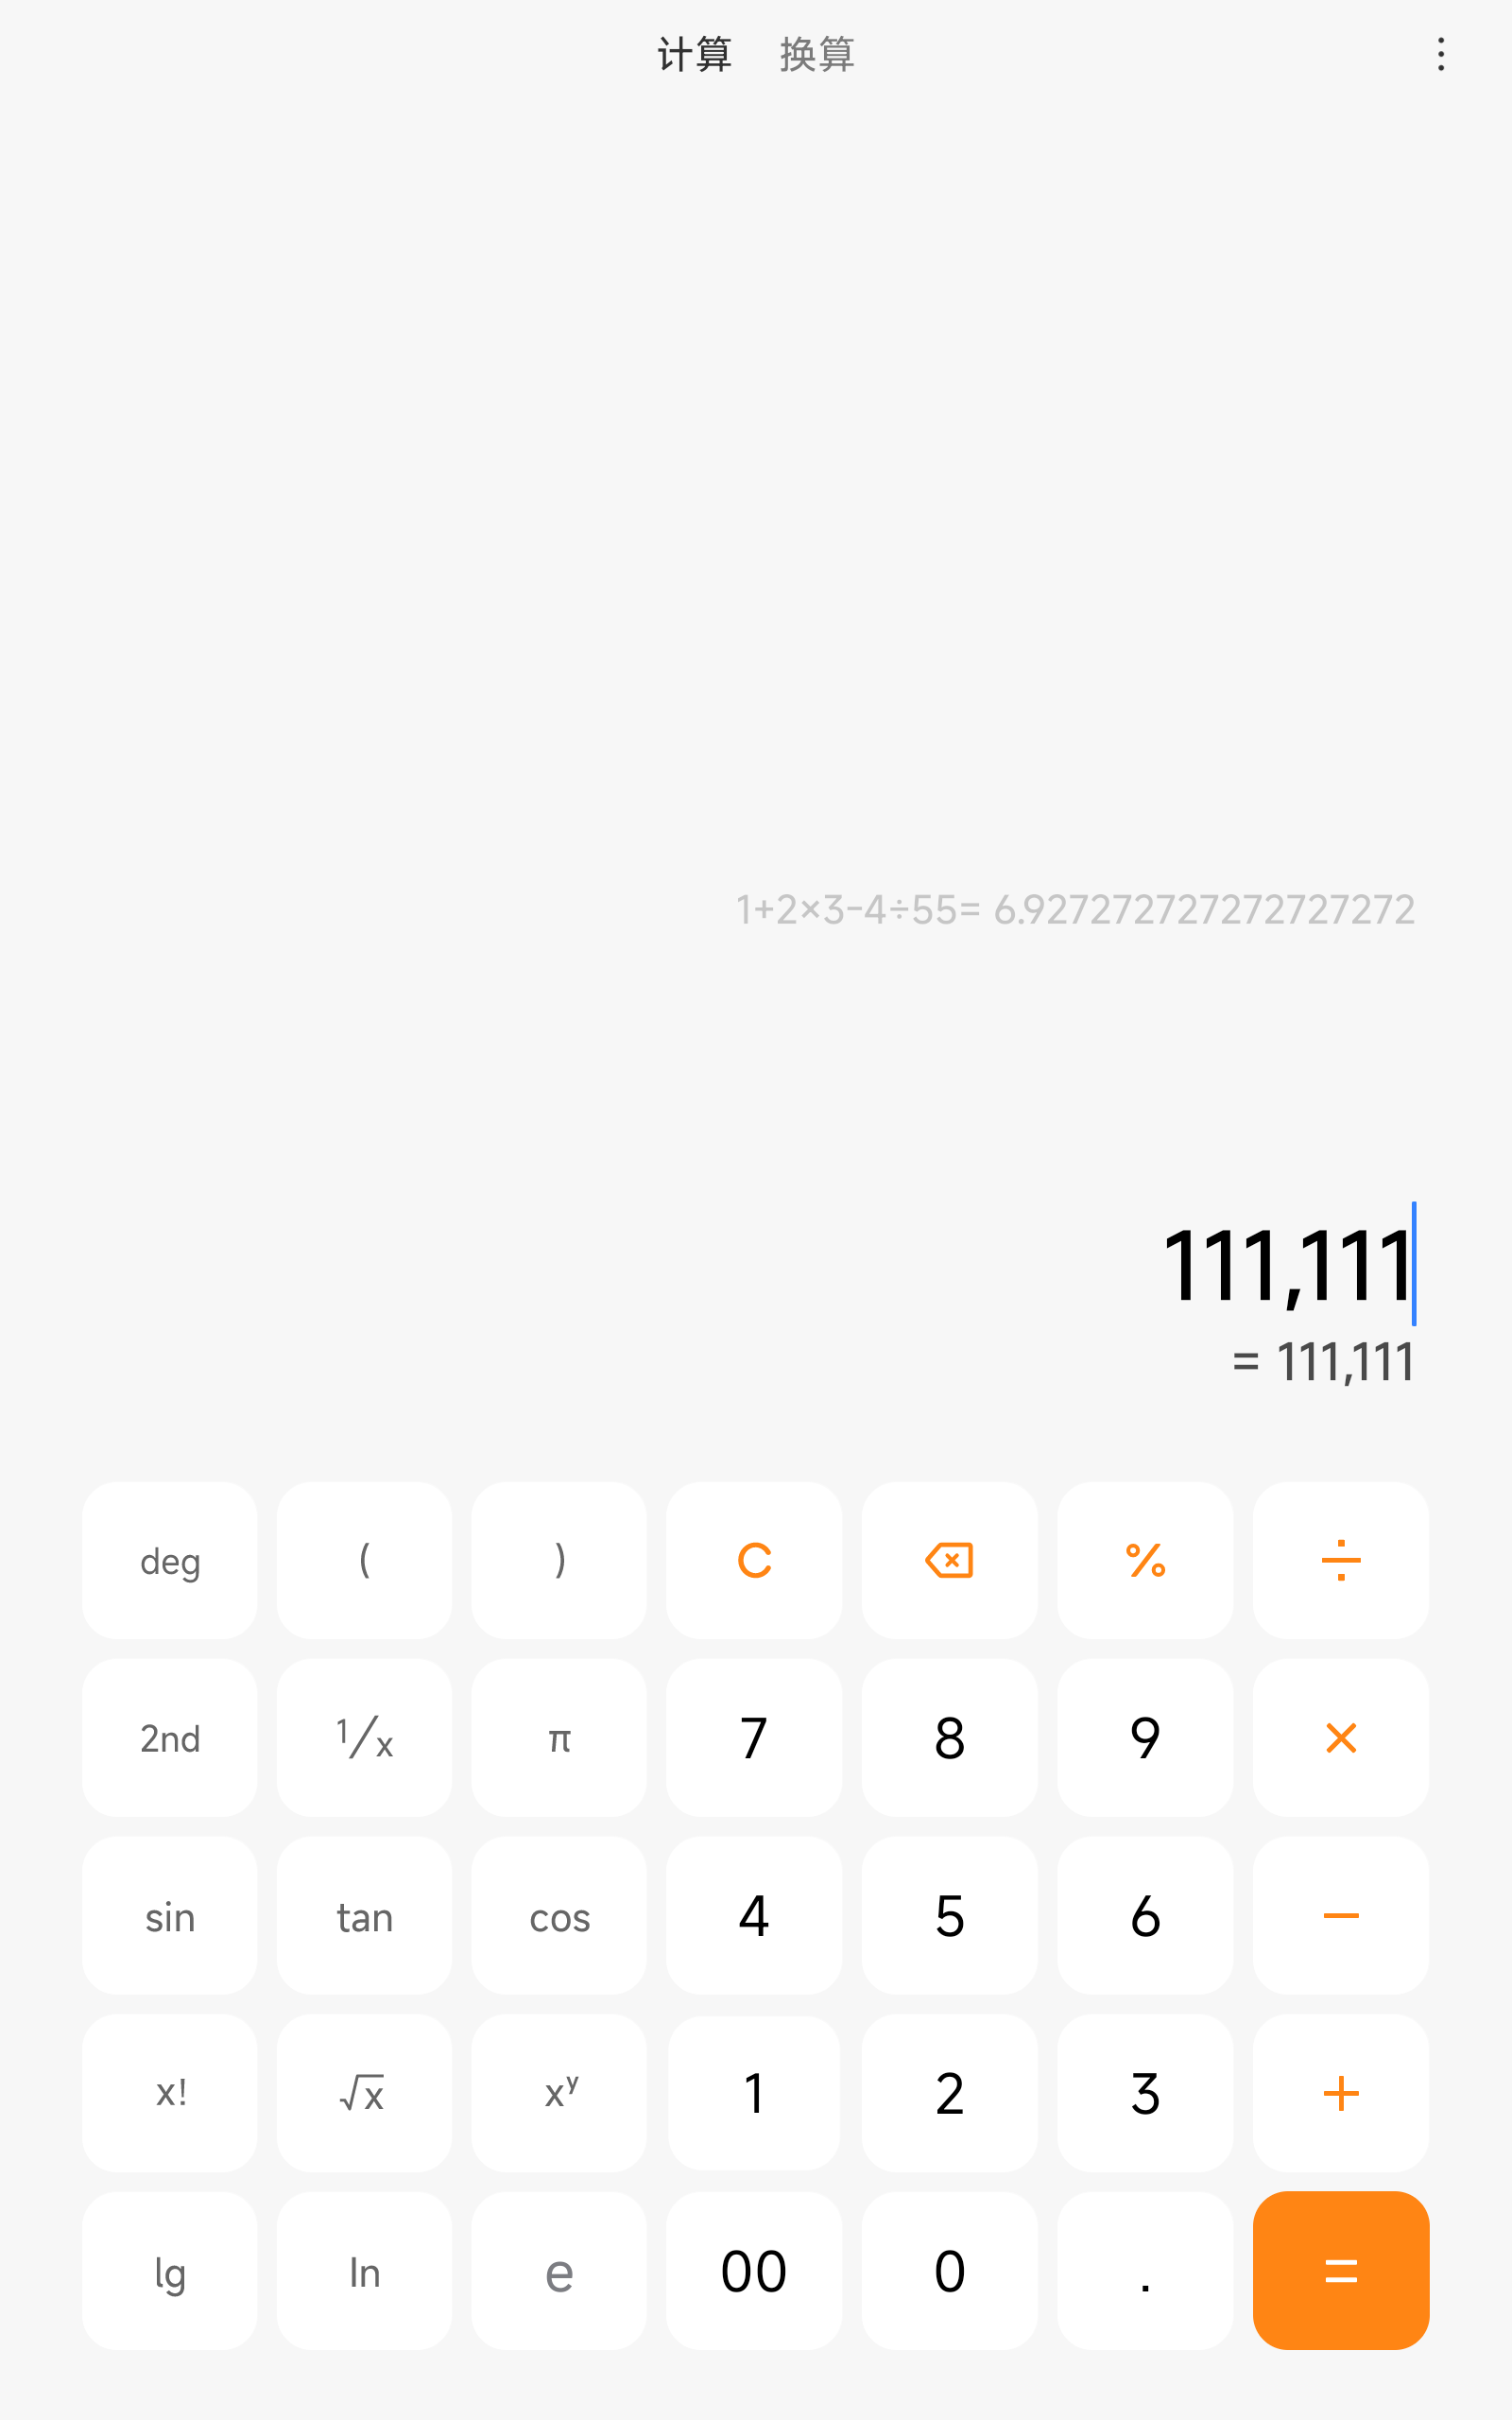 计算 换算
1+2×3-4÷55= 6.92727272727272727272
111,111
= 111,111
deg ( ) C % ÷
2nd 1/x π 7 8 9 ×
sin tan cos 4 5 6 −
x! √x xʸ 1 2 3 +
lg ln e 00 0 . =